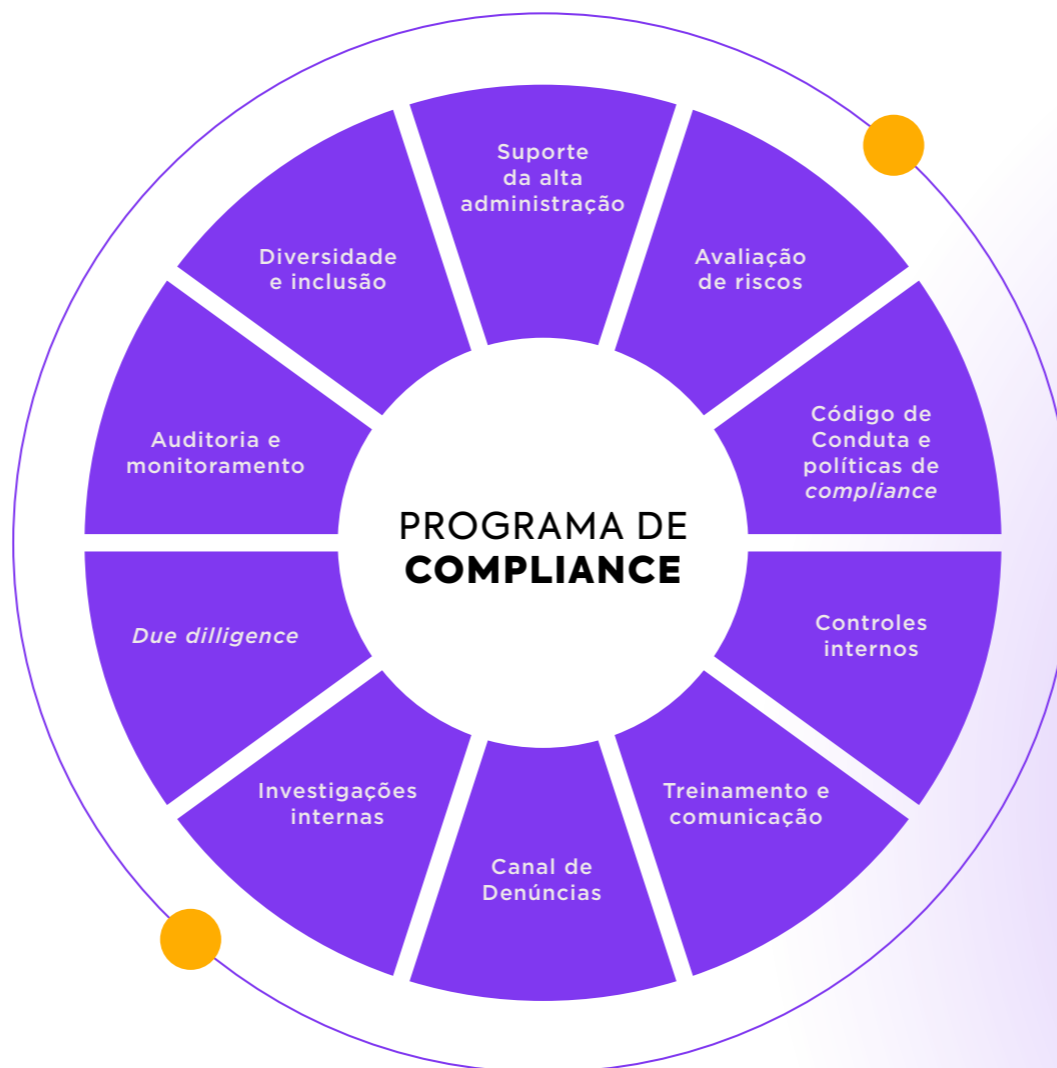 Suporte
da alta
administração
Avaliação
de riscos
Código de
Conduta e
políticas de
compliance
Controles
internos
Treinamento e
comunicação
Canal de
Denúncias
Investigações
internas
Due dilligence
Auditoria e
monitoramento
Diversidade
e inclusão
PROGRAMA DE
COMPLIANCE